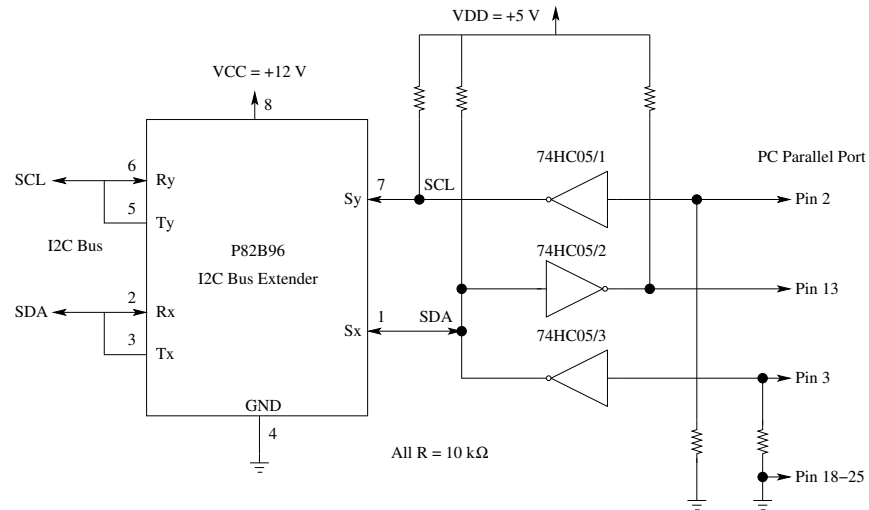 VDD = +5 V
VCC = +12 V
8
74HC05/1
PC Parallel Port
6
SCL
Ry
7
SCL
Sy
Pin 2
5
Ty
I2C Bus
P82B96
I2C Bus Extender
74HC05/2
2
SDA
Rx
Pin 13
1
SDA
Sx
74HC05/3
3
Tx
Pin 3
GND
4
All R = 10 kΩ
Pin 18−25